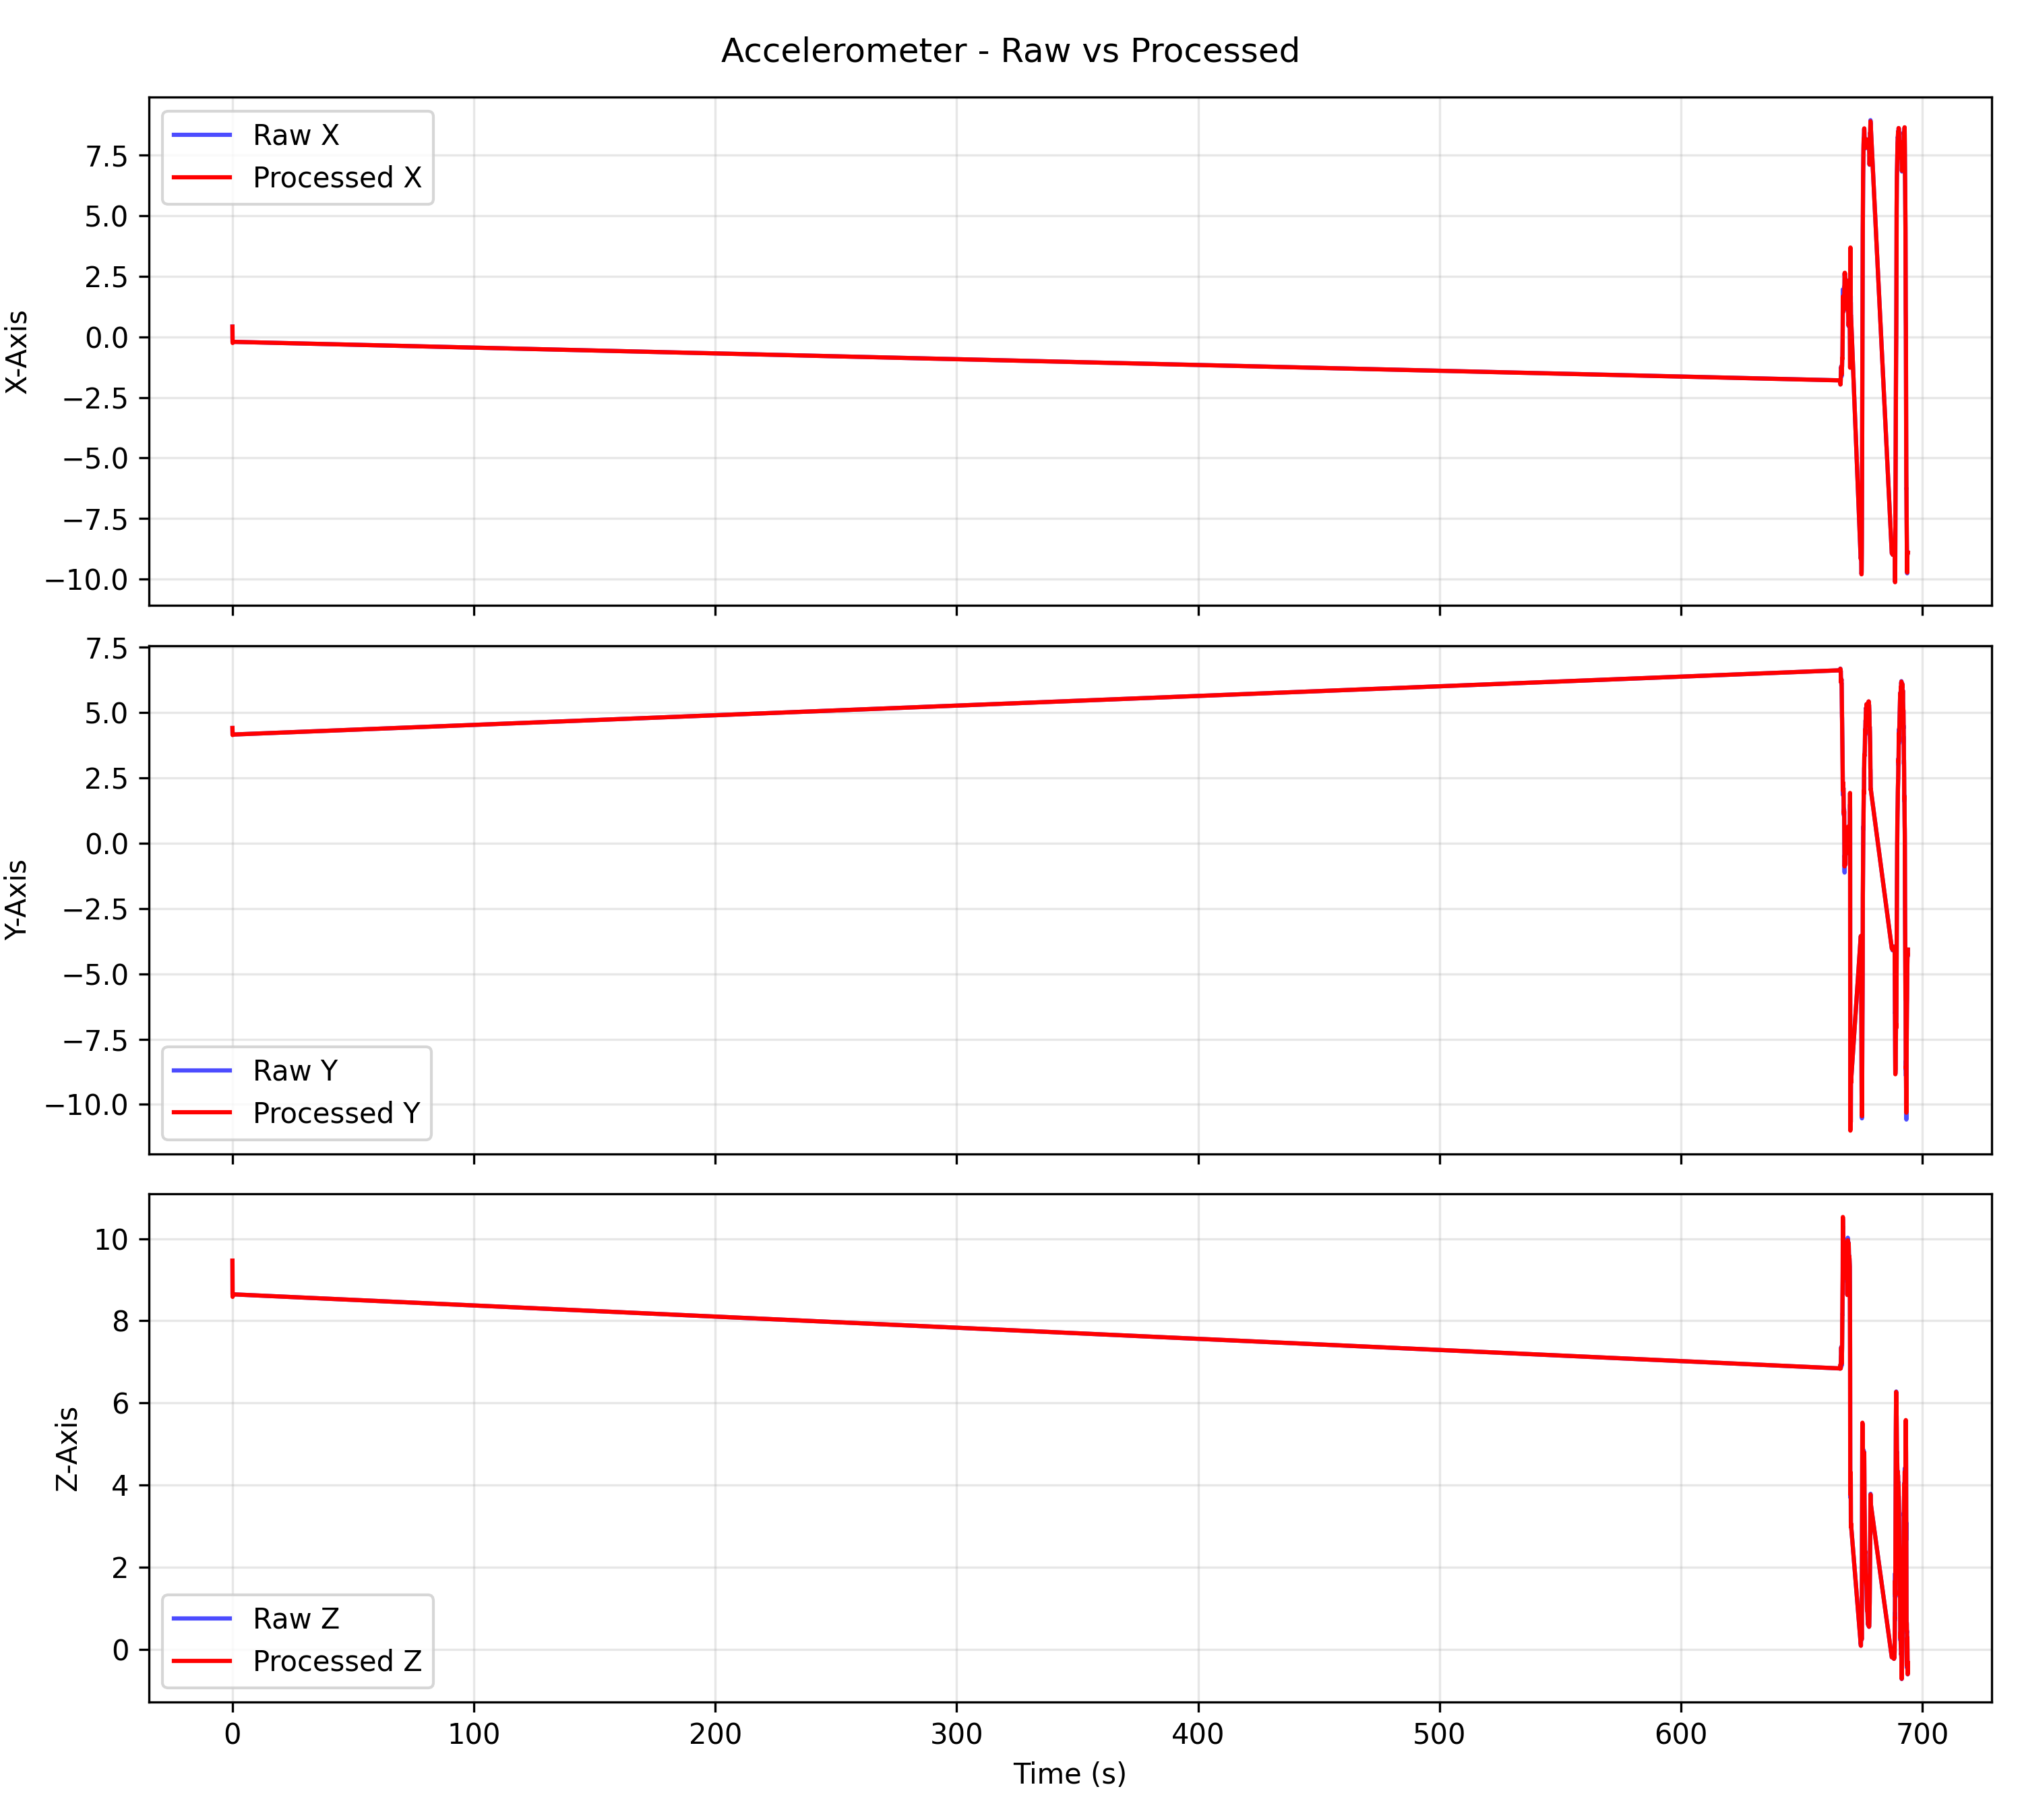 Accelerometer - Raw vs Processed
Raw X
Processed X
7.5
5.0
2.5
0.0
−2.5
−5.0
−7.5
−10.0
X-Axis
7.5
5.0
2.5
0.0
−2.5
−5.0
−7.5
−10.0
Y-Axis
Raw Y
Processed Y
10
8
6
4
2
0
Z-Axis
Raw Z
Processed Z
0 100 200 300 400 500 600 700
Time (s)